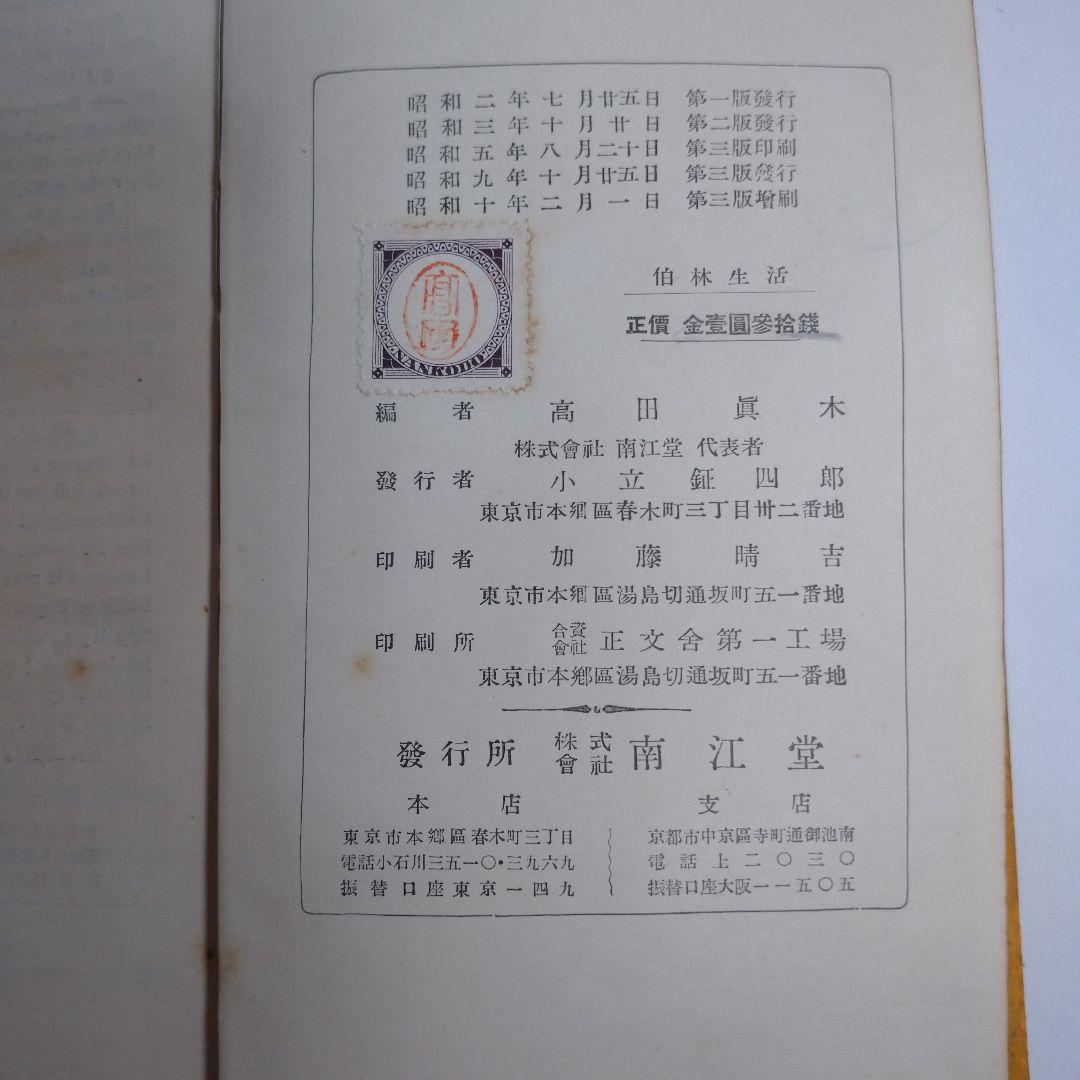 昭和二年七月廿五日 第一版發行
昭和三年十月廿日 第二版發行
昭和五年八月二十日 第三版印刷
昭和九年十月廿五日 第三版發行
昭和十年二月一日 第三版增刷
伯林生活
正價 金壹圓參拾錢
高田
NANKODO
編者 高田眞木
株式會社 南江堂 代表者
發行者 小立鉦四郎
東京市本鄕區春木町三丁目卅二番地
印刷者 加藤晴吉
東京市本鄕區湯島切通坂町五一番地
印刷所 合資會社 正文舍第一工場
東京市本鄕區湯島切通坂町五一番地
發行所 株式會社 南江堂
本店
東京市本鄕區春木町三丁目
電話小石川三五一〇・三九六九
振替口座東京一四九
支店
京都市中京區寺町通御池南
電話上二〇三〇
振替口座大阪一一五〇五